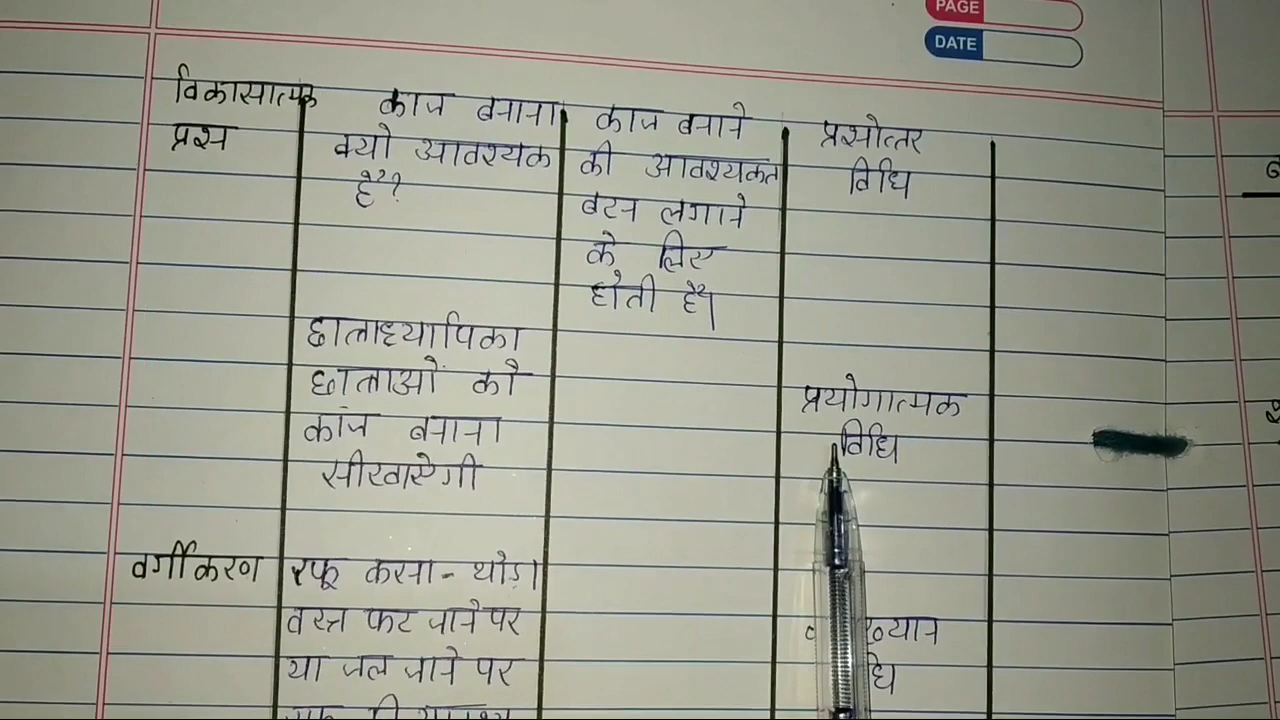 PAGE
DATE
विकासात्मक
प्रश्न
काज बनाना
क्यो आवश्यक
है?
काज बनाने
की आवश्यकत
बटन लगाने
के लिए
होती है।
प्रश्नोत्तर
विधि
छात्राध्यापिका
छात्राओं को
काज बनाना
सीखाऐगी
प्रयोगात्मक
विधि
वर्गीकरण
रफू करना - थोड़ा
वस्त्र फट जाने पर
या जल जाने पर